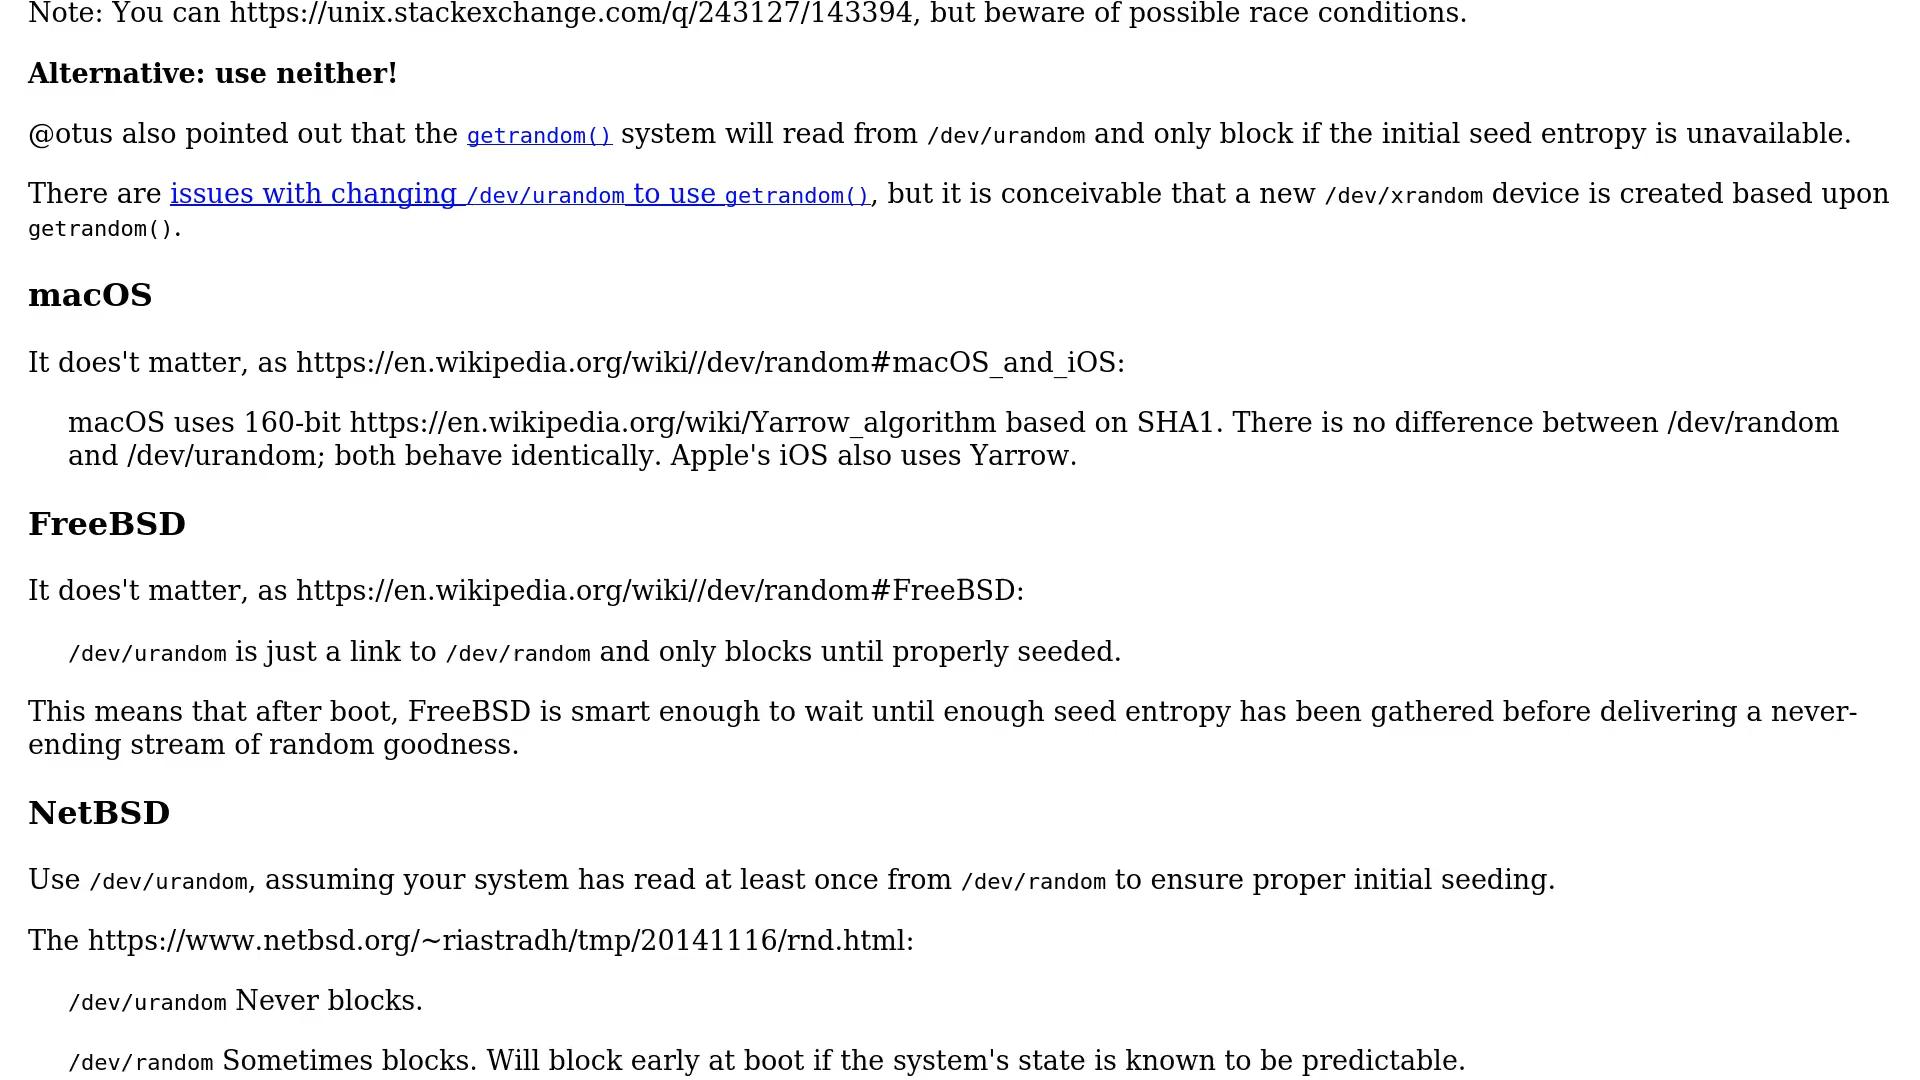 Note: You can https://unix.stackexchange.com/q/243127/143394, but beware of possible race conditions.
Alternative: use neither!
@otus also pointed out that the getrandom() system will read from /dev/urandom and only block if the initial seed entropy is unavailable.
There are issues with changing /dev/urandom to use getrandom(), but it is conceivable that a new /dev/xrandom device is created based upon
getrandom().
macOS
It does't matter, as https://en.wikipedia.org/wiki//dev/random#macOS_and_iOS:
macOS uses 160-bit https://en.wikipedia.org/wiki/Yarrow_algorithm based on SHA1. There is no difference between /dev/random
and /dev/urandom; both behave identically. Apple's iOS also uses Yarrow.
FreeBSD
It does't matter, as https://en.wikipedia.org/wiki//dev/random#FreeBSD:
/dev/urandom is just a link to /dev/random and only blocks until properly seeded.
This means that after boot, FreeBSD is smart enough to wait until enough seed entropy has been gathered before delivering a never-
ending stream of random goodness.
NetBSD
Use /dev/urandom, assuming your system has read at least once from /dev/random to ensure proper initial seeding.
The https://www.netbsd.org/~riastradh/tmp/20141116/rnd.html:
/dev/urandom Never blocks.
/dev/random Sometimes blocks. Will block early at boot if the system's state is known to be predictable.